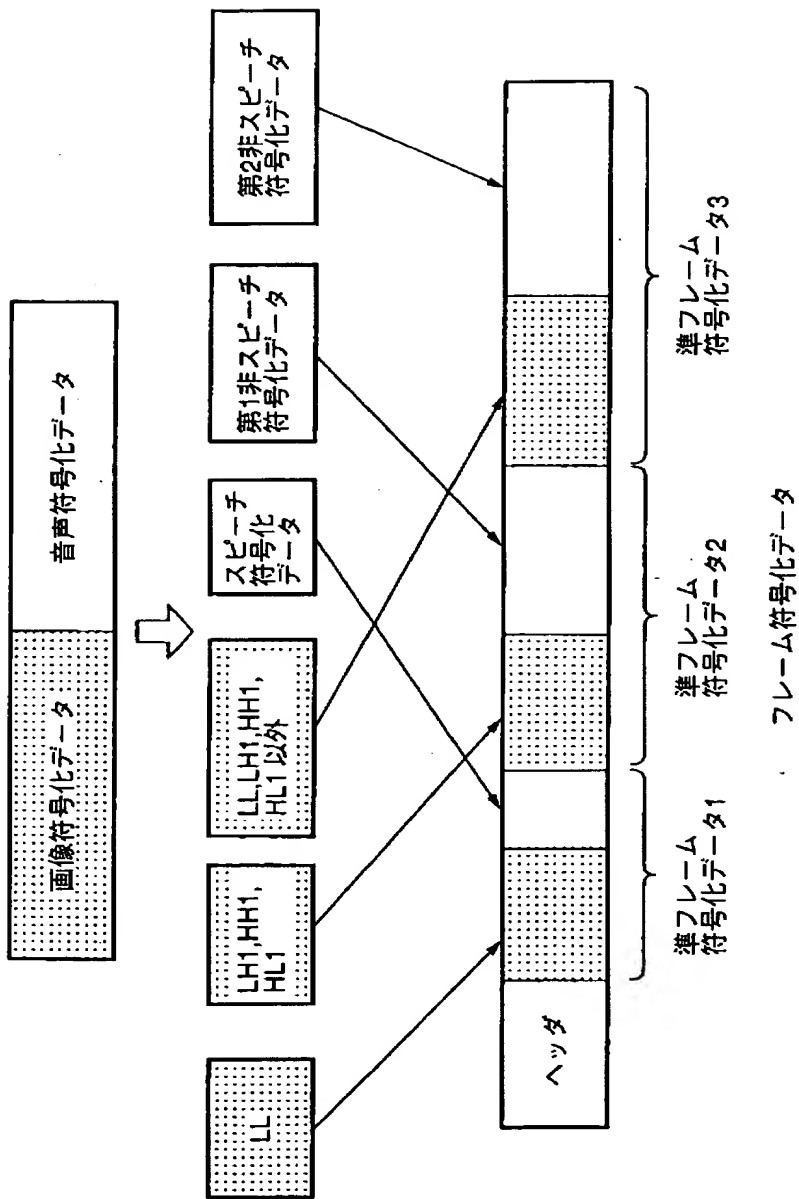 画像符号化データ
音声符号化データ
LL
LH1,HH1,
HL1
LL,LH1,HH1,
HL1 以外
スピーチ
符号化
データ
第1非スピーチ
符号化データ
第2非スピーチ
符号化データ
ヘッダ
準フレーム
符号化データ1
準フレーム
符号化データ2
準フレーム
符号化データ3
フレーム符号化データ